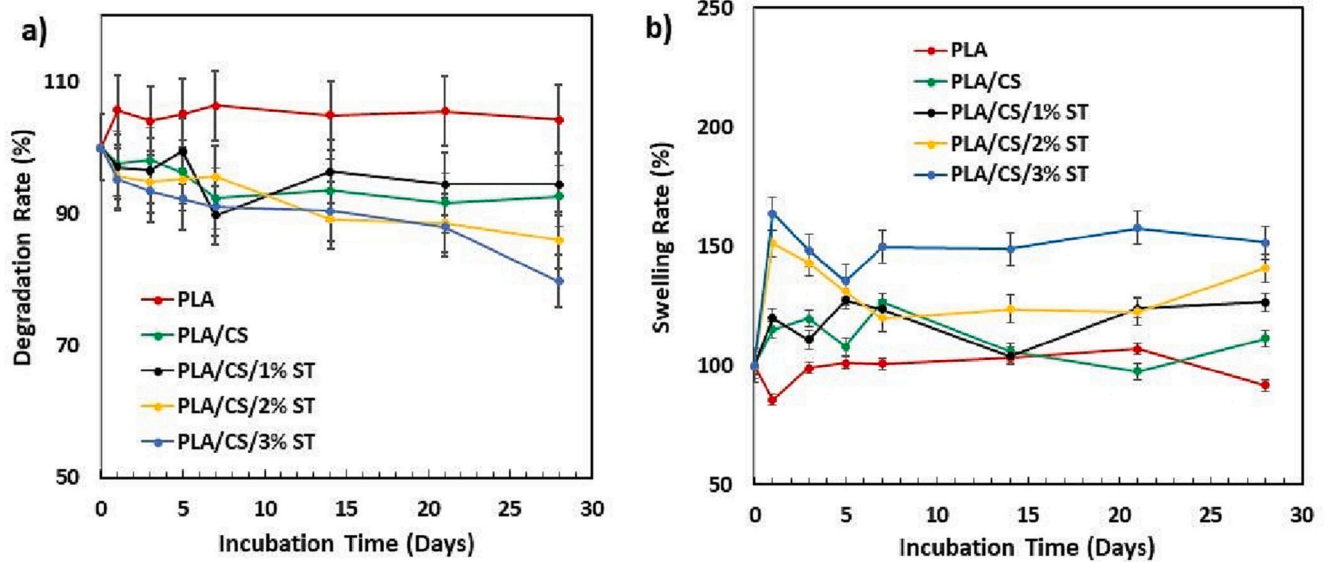 a)
110
90
70
50
Degradation Rate (%)
PLA
PLA/CS
PLA/CS/1% ST
PLA/CS/2% ST
PLA/CS/3% ST
0 5 10 15 20 25 30
Incubation Time (Days)
b)
250
200
150
100
50
Swelling Rate (%)
PLA
PLA/CS
PLA/CS/1% ST
PLA/CS/2% ST
PLA/CS/3% ST
0 5 10 15 20 25 30
Incubation Time (Days)